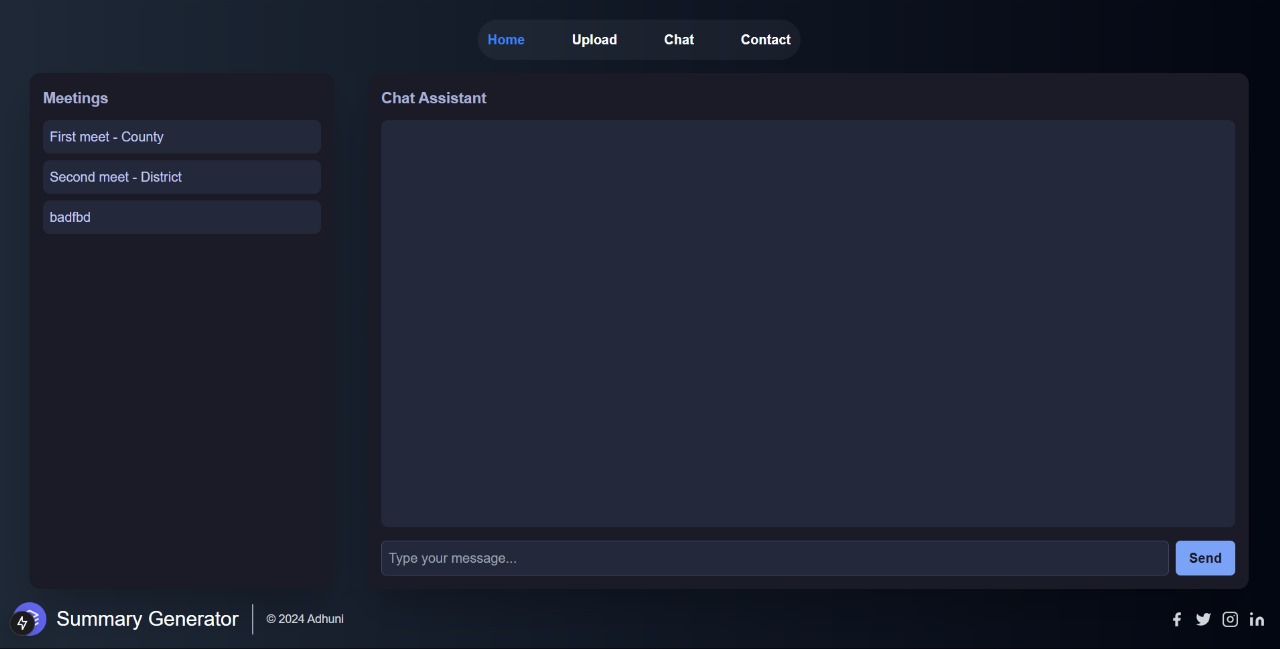 Home Upload Chat Contact
Meetings
First meet - County
Second meet - District
badfbd
Chat Assistant
Type your message...
Send
Summary Generator
© 2024 Adhuni